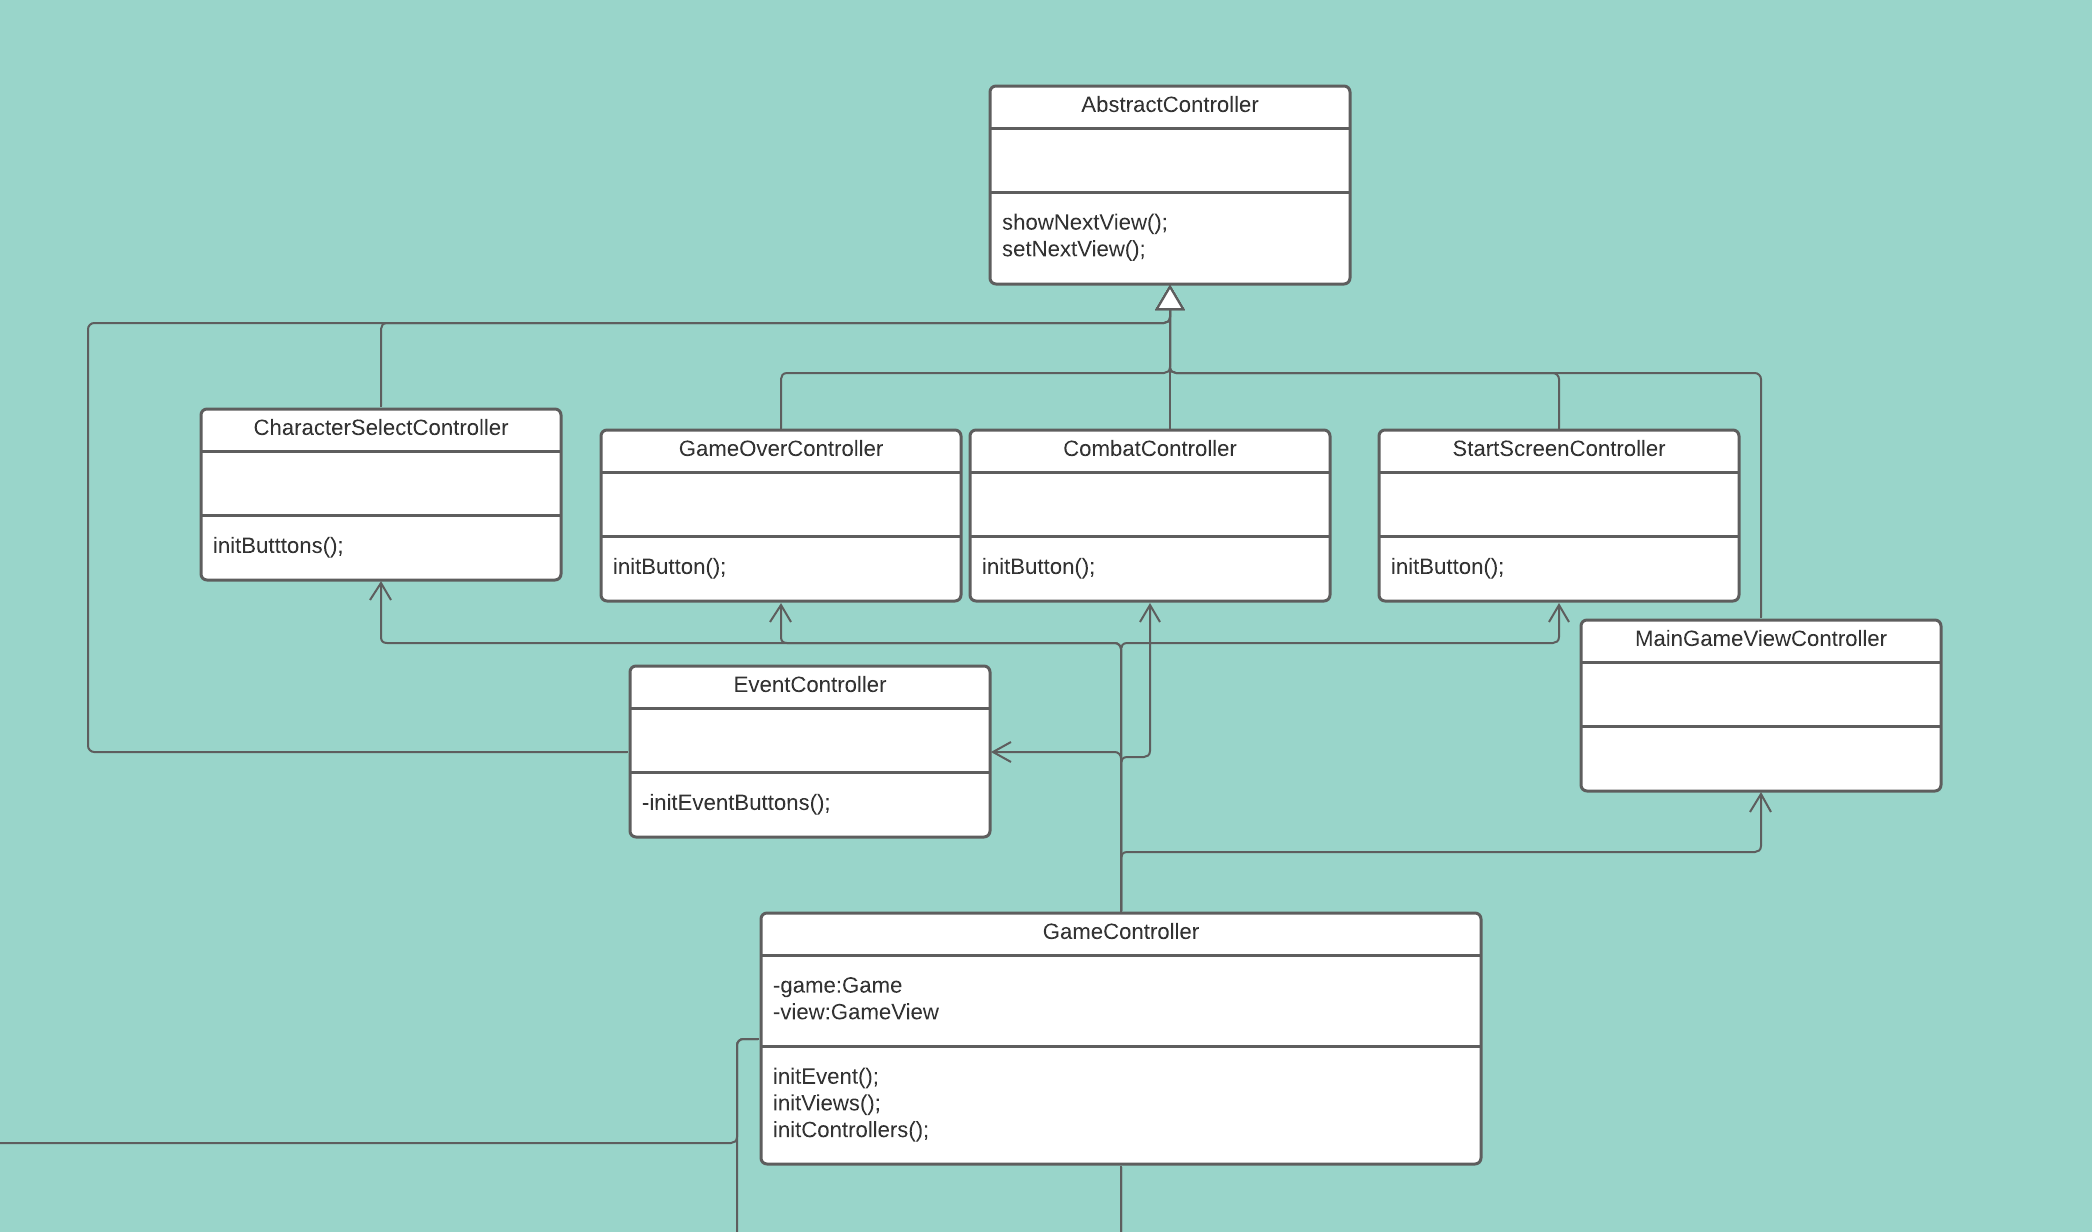 AbstractController
showNextView();
setNextView();
CharacterSelectController
initButttons();
GameOverController
initButton();
CombatController
initButton();
StartScreenController
initButton();
MainGameViewController
EventController
-initEventButtons();
GameController
-game:Game
-view:GameView
initEvent();
initViews();
initControllers();